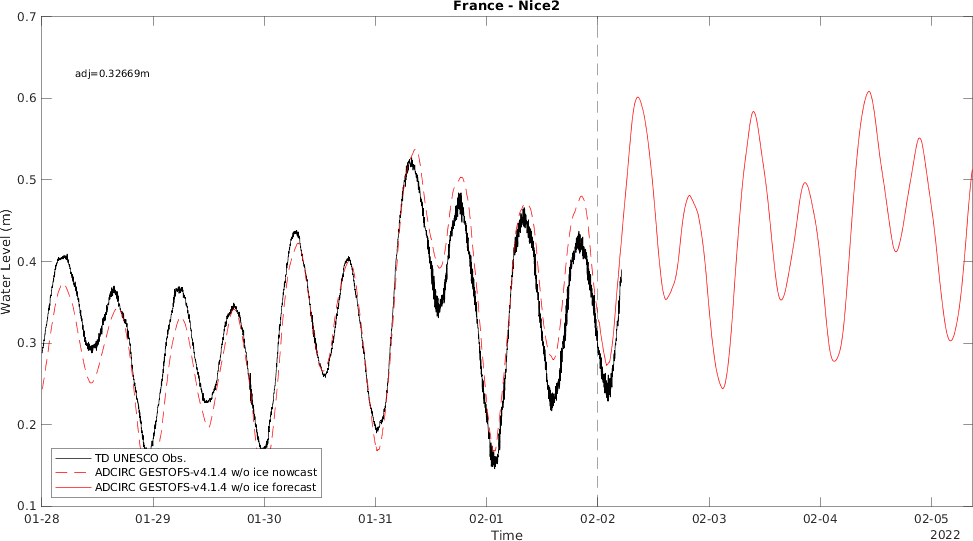 France - Nice2
adj=0.32669m
0.7
0.6
0.5
0.4
0.3
0.2
0.1
Water Level (m)
TD UNESCO Obs.
ADCIRC GESTOFS-v4.1.4 w/o ice nowcast
ADCIRC GESTOFS-v4.1.4 w/o ice forecast
01-28 01-29 01-30 01-31 02-01 02-02 02-03 02-04 02-05
Time
2022